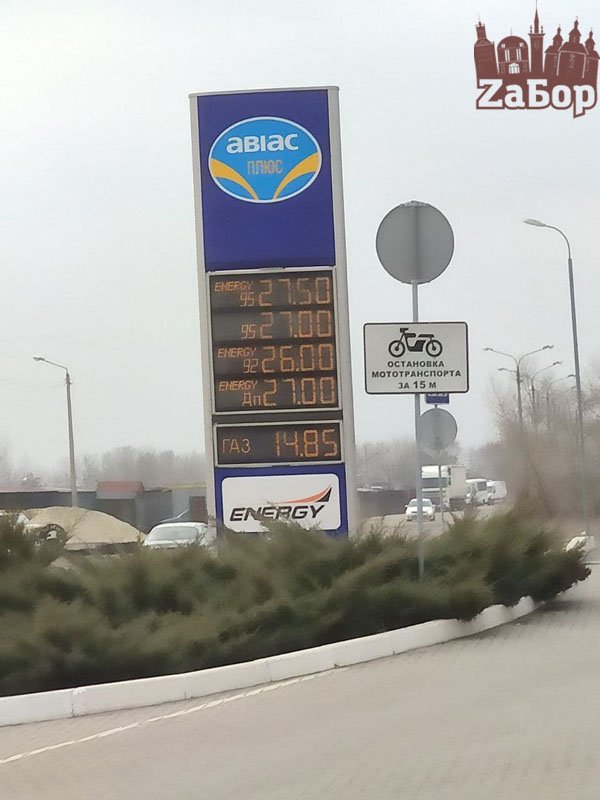 ZaБор
авіас
плюс
ENERGY
95 27.50
95 27.00
ENERGY
92 26.00
ENERGY
Дп 27.00
ГАЗ 14.85
ENERGY
ОСТАНОВКА
МОТОТРАНСПОРТА
ЗА 15 М